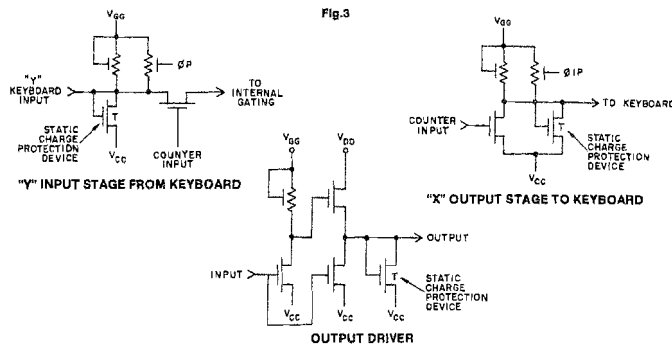 Fig.3
VGG
ØP
"Y"
KEYBOARD
INPUT
TO
INTERNAL
GATING
T
STATIC
CHARGE
PROTECTION
DEVICE
VCC
COUNTER
INPUT
"Y" INPUT STAGE FROM KEYBOARD
VGG
Ø1P
TO KEYBOARD
COUNTER
INPUT
T
STATIC
CHARGE
PROTECTION
DEVICE
VCC
"X" OUTPUT STAGE TO KEYBOARD
VGG
VDD
OUTPUT
INPUT
T
STATIC
CHARGE
PROTECTION
DEVICE
VCC
VCC
VCC
OUTPUT DRIVER